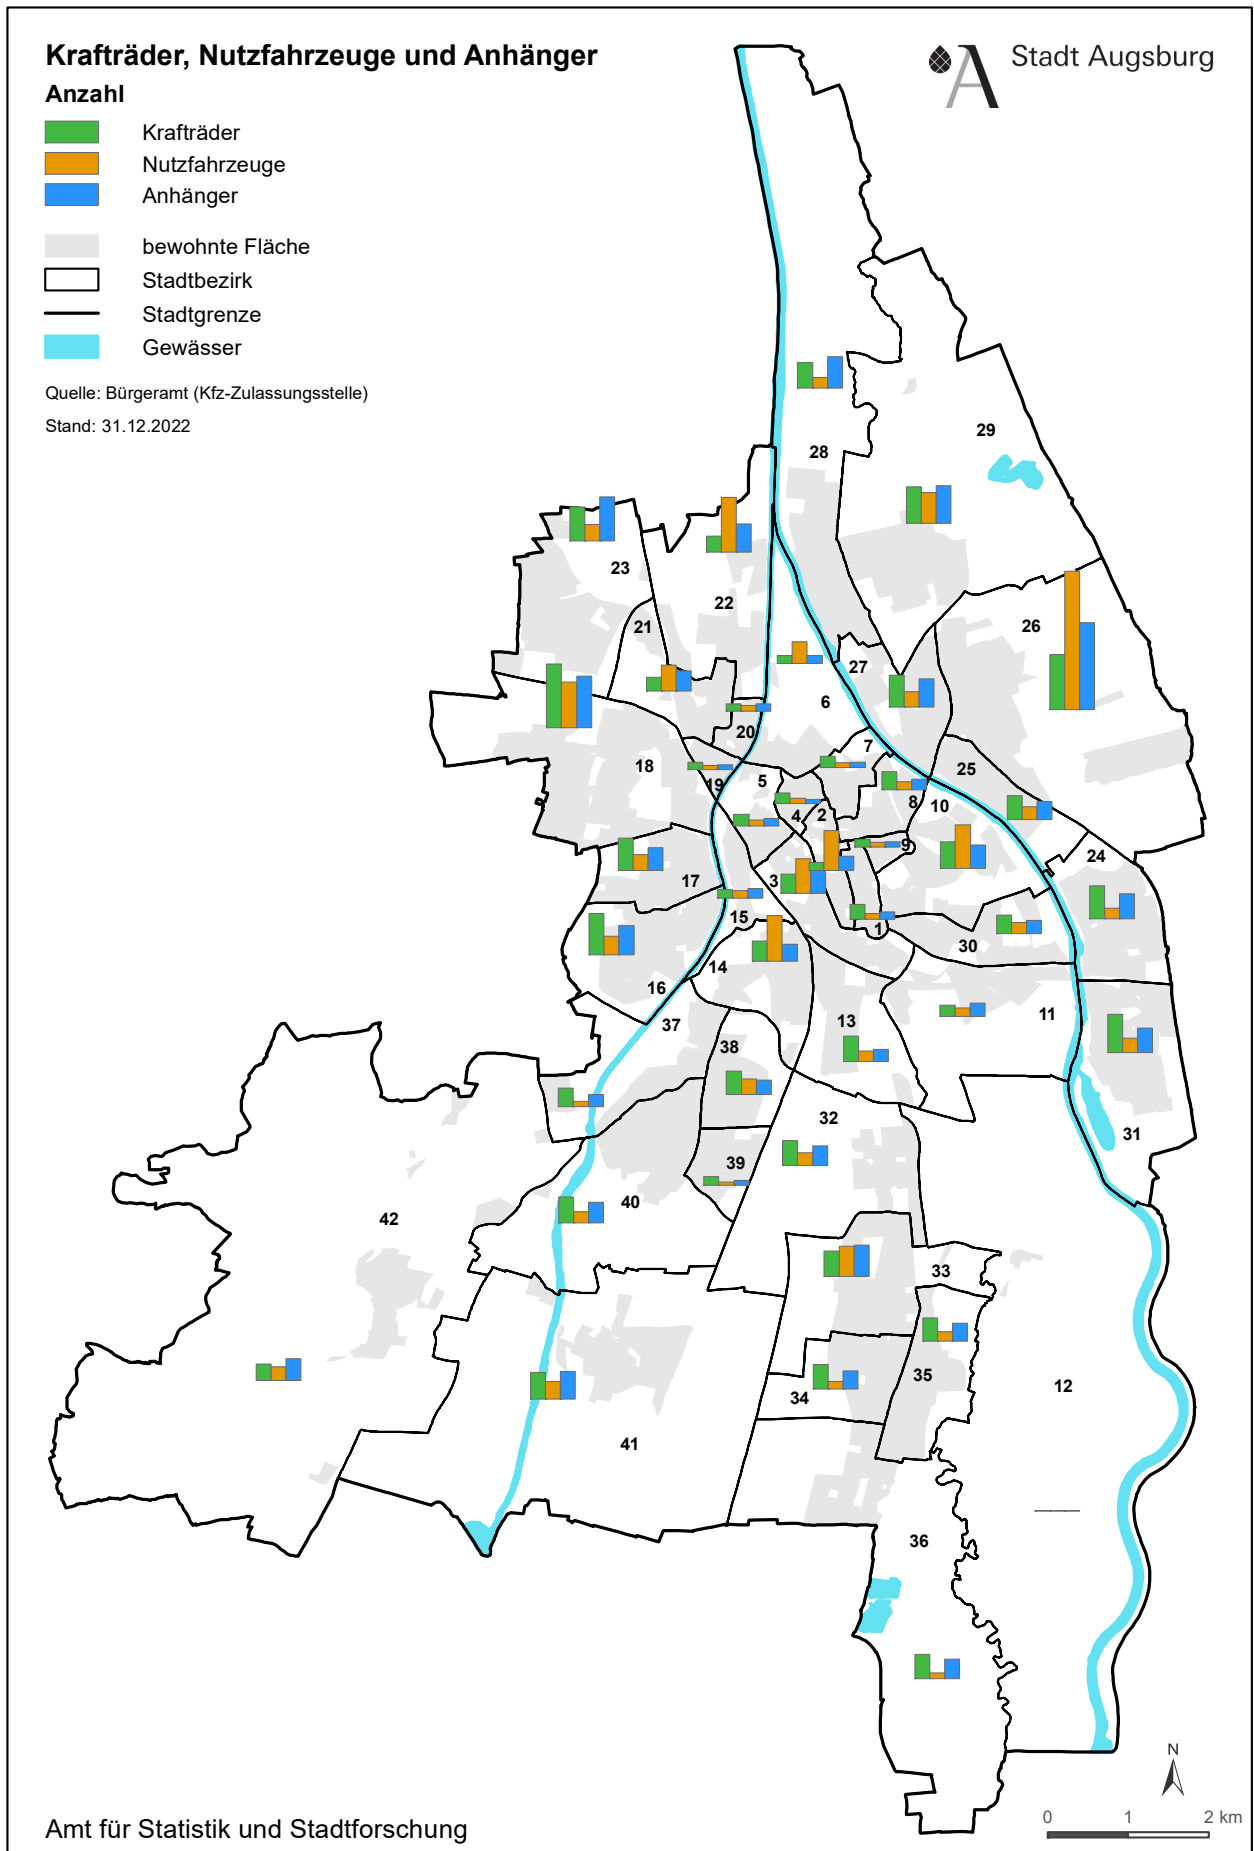 Krafträder, Nutzfahrzeuge und Anhänger
Stadt Augsburg
A
Anzahl
Krafträder
Nutzfahrzeuge
Anhänger
bewohnte Fläche
Stadtbezirk
Stadtgrenze
Gewässer
Quelle: Bürgeramt (Kfz-Zulassungsstelle)
Stand: 31.12.2022
29
28
23
22
21
26
27
6
20
7
18
19
5
25
8
10
4
2
9
24
3
17
15
1
30
14
16
37
13
11
38
32
31
39
40
42
33
35
12
34
41
36
N
0 1 2 km
Amt für Statistik und Stadtforschung